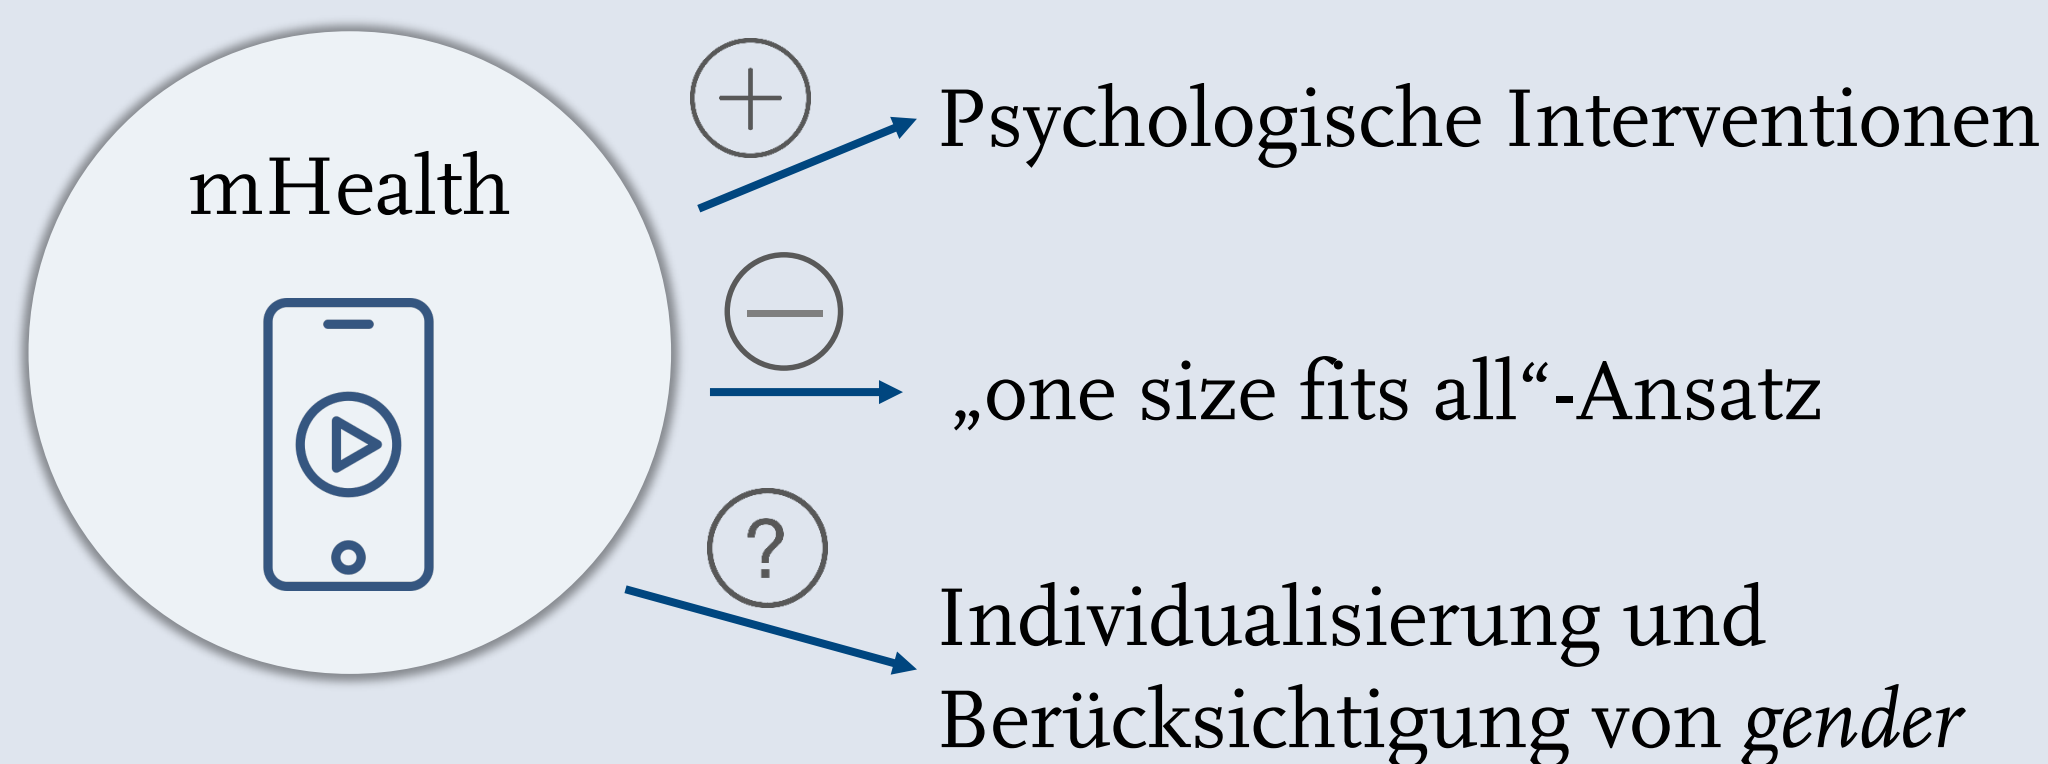 mHealth
Psychologische Interventionen
„one size fits all“-Ansatz
?
Individualisierung und
Berücksichtigung von gender